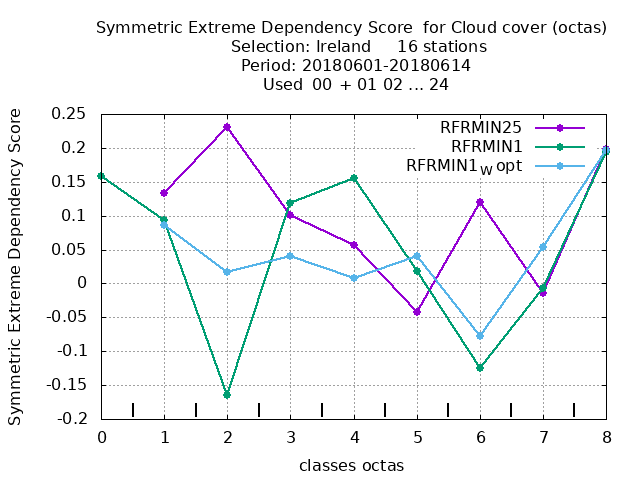 Symmetric Extreme Dependency Score for Cloud cover (octas)
Selection: Ireland 16 stations
Period: 20180601-20180614
Used 00 + 01 02 ... 24
Symmetric Extreme Dependency Score
0.25
0.2
0.15
0.1
0.05
0
-0.05
-0.1
-0.15
-0.2
RFRMIN25
RFRMIN1
RFRMIN1W opt
0 1 2 3 4 5 6 7 8
classes octas